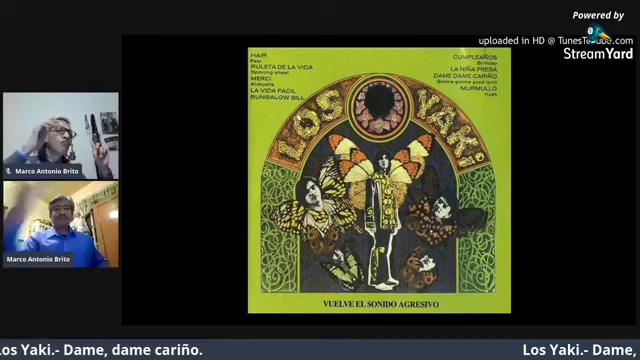 Powered by
StreamYard
uploaded in HD @ TunesToTube.com
HAIR
Pelo
RULETA DE LA VIDA
Spinning wheel
MERCI
Alobuela
LA VIDA FACIL
BUNGALOW BILL
CUMPLEAÑOS
Birthday
LA NIÑA FRESA
DAME DAME CARIÑO
Gimme gimme good lovin
MURMULLO
Hush
LOS YAKI
VUELVE EL SONIDO AGRESIVO
Marco Antonio Brito
Marco Antonio Brito
Los Yaki.- Dame, dame cariño.
Los Yaki.- Dame,